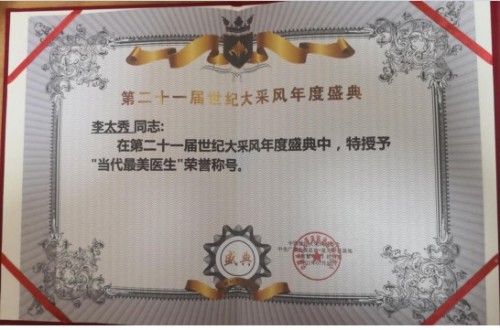 第二十一届世纪大采风年度盛典
李太秀同志:
在第二十一届世纪大采风年度盛典中，特授予
"当代最美医生"荣誉称号。
盛典